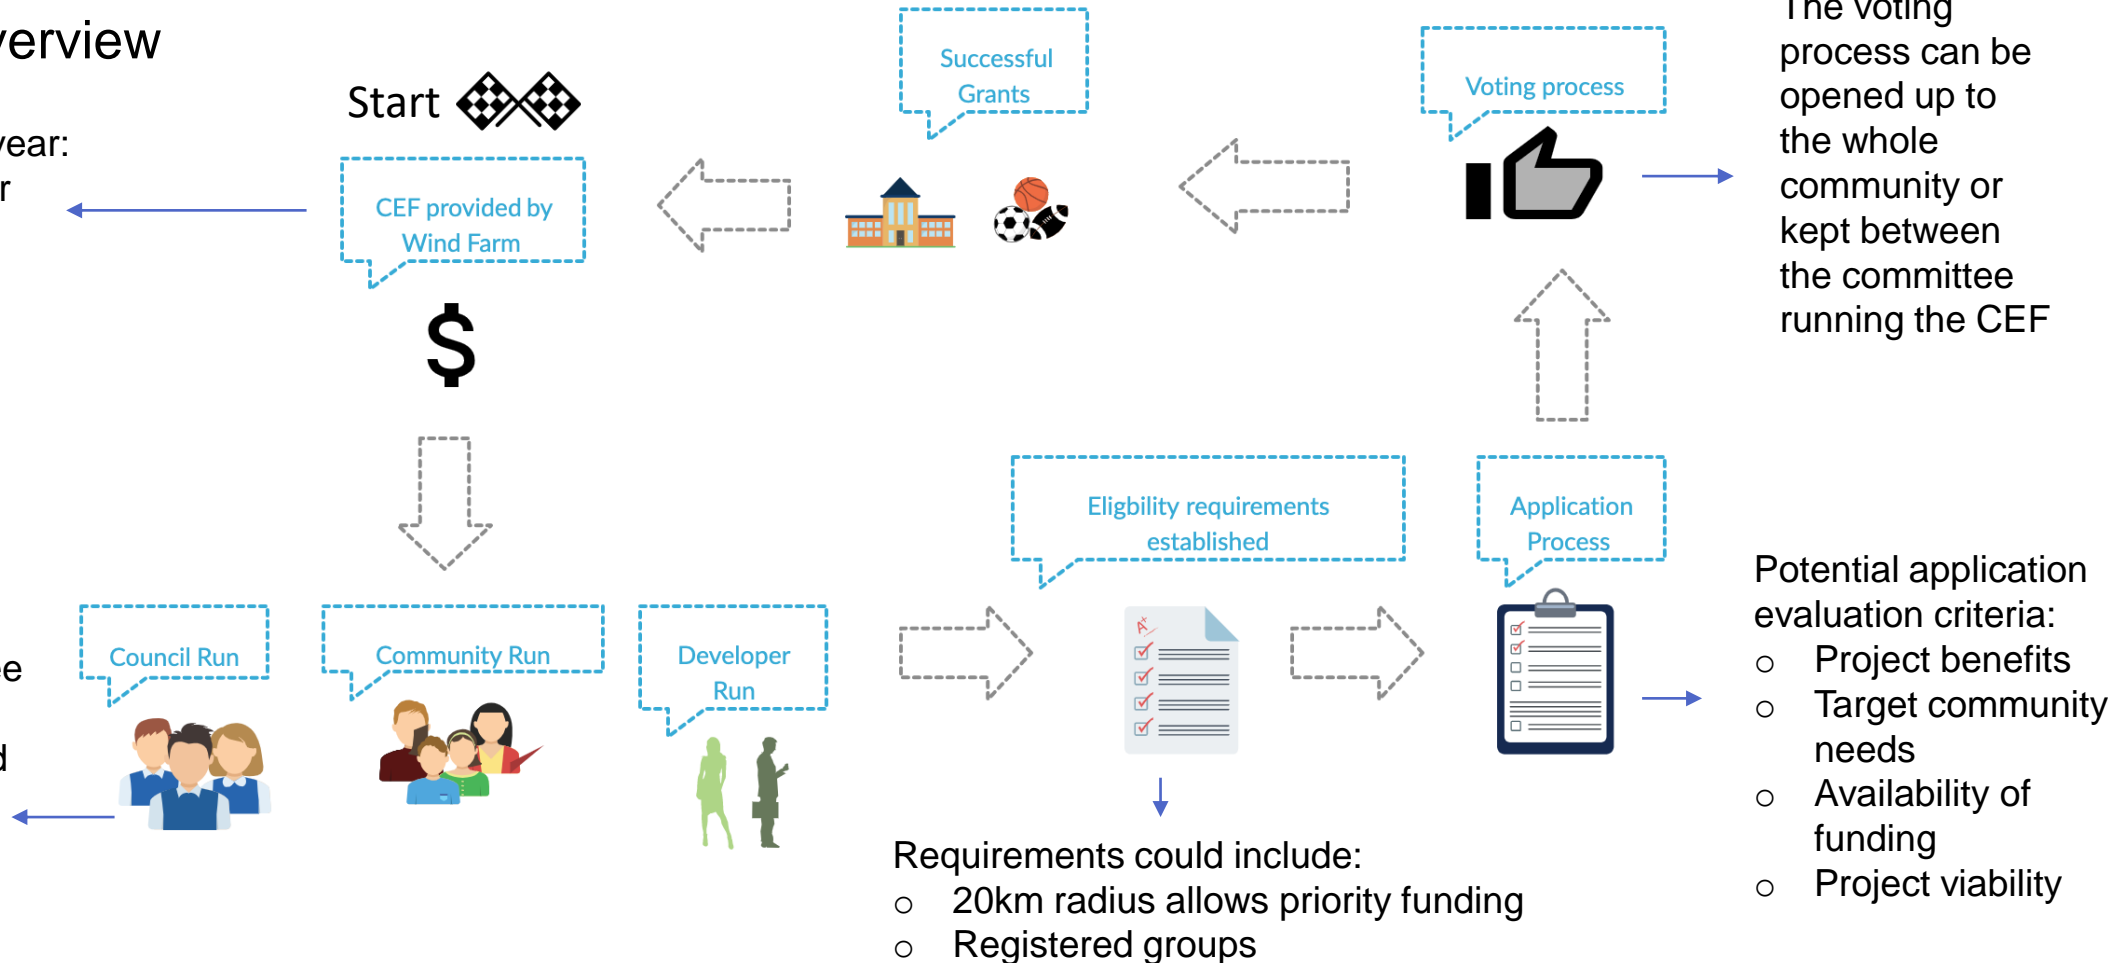 Start
CEF provided by
Wind Farm
$
Successful
Grants
Voting process
The voting
process can be
opened up to
the whole
community or
kept between
the committee
running the CEF
Council Run
Community Run
Developer
Run
Eligbility requirements
established
A+
Application
Process
Potential application
evaluation criteria:
o Project benefits
o Target community
needs
o Availability of
funding
o Project viability
Requirements could include:
o 20km radius allows priority funding
o Registered groups